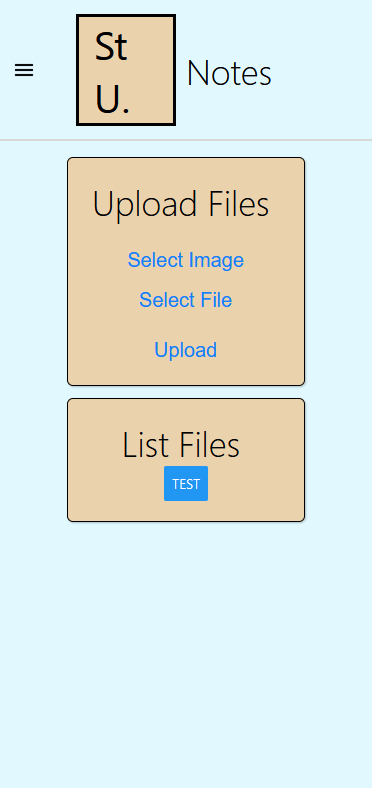 St
U.
Notes
Upload Files
Select Image
Select File
Upload
List Files
TEST